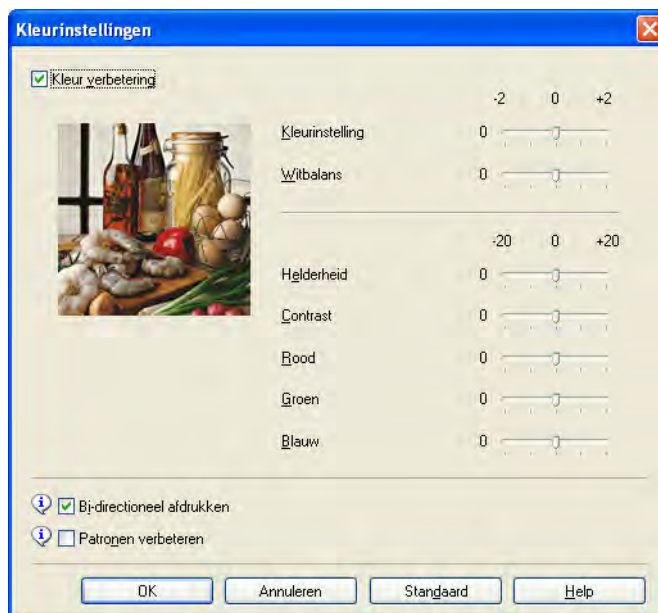 Kleurinstellingen
Kleur verbetering
-2 0 +2
Kleurinstelling 0
Witbalans 0
-20 0 +20
Helderheid 0
Contrast 0
Rood 0
Groen 0
Blauw 0
Bi-directioneel afdrukken
Patronen verbeteren
OK Annuleren Standaard Help